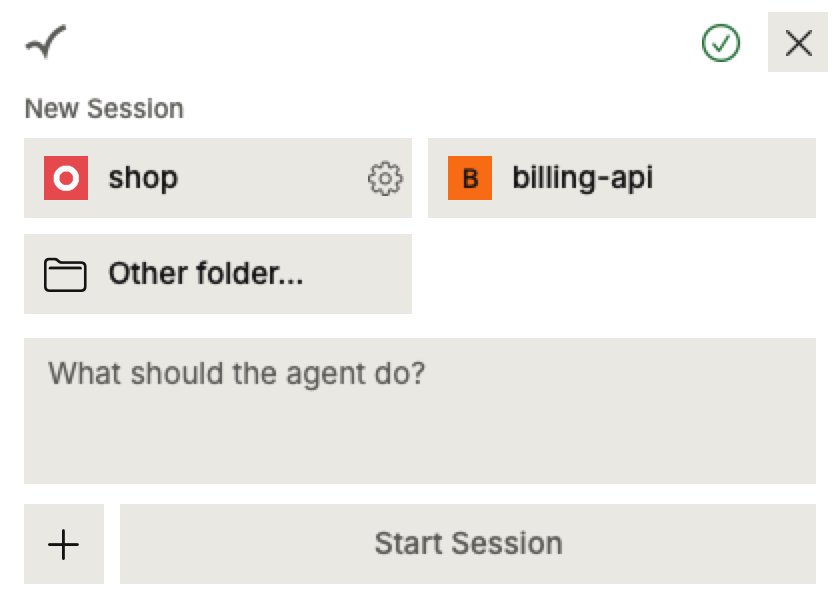 New Session
shop
B billing-api
Other folder...
What should the agent do?
Start Session